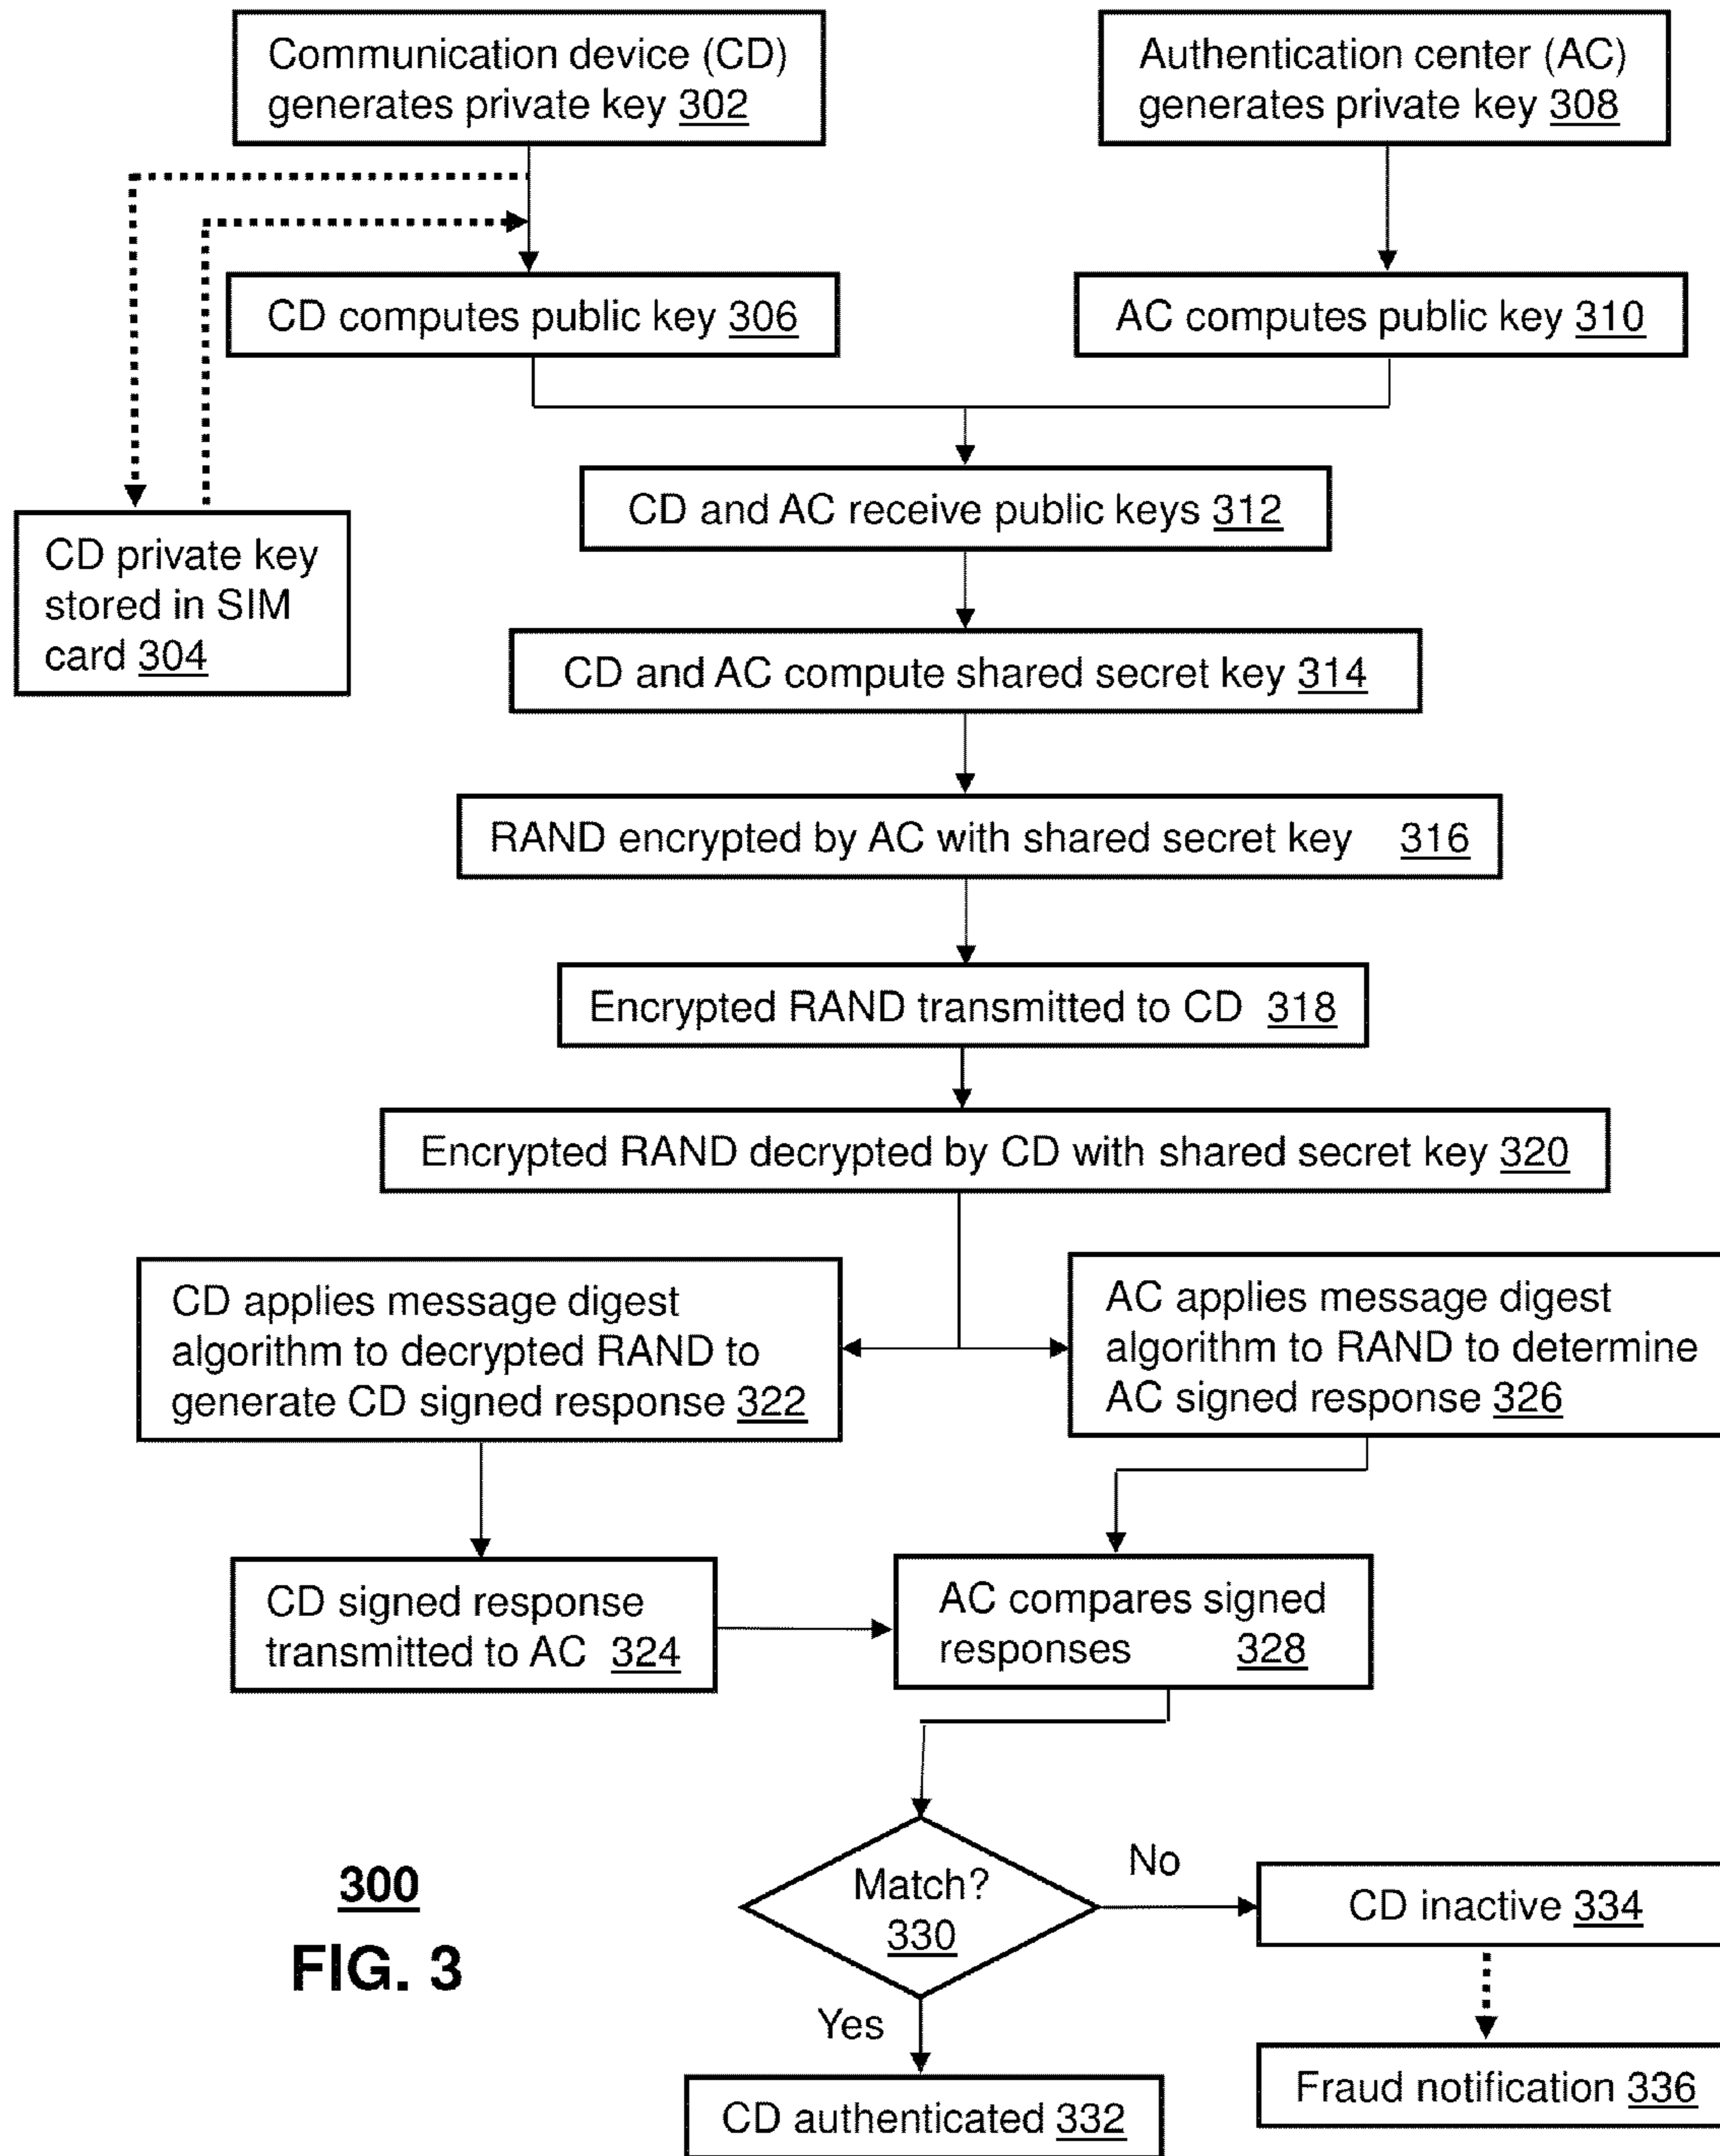 Communication device (CD)
generates private key 302
Authentication center (AC)
generates private key 308
CD computes public key 306
AC computes public key 310
CD and AC receive public keys 312
CD private key
stored in SIM
card 304
CD and AC compute shared secret key 314
RAND encrypted by AC with shared secret key 316
Encrypted RAND transmitted to CD 318
Encrypted RAND decrypted by CD with shared secret key 320
CD applies message digest
algorithm to decrypted RAND to
generate CD signed response 322
AC applies message digest
algorithm to RAND to determine
AC signed response 326
CD signed response
transmitted to AC 324
AC compares signed
responses 328
Match?
330
No
CD inactive 334
Yes
Fraud notification 336
CD authenticated 332
300
FIG. 3